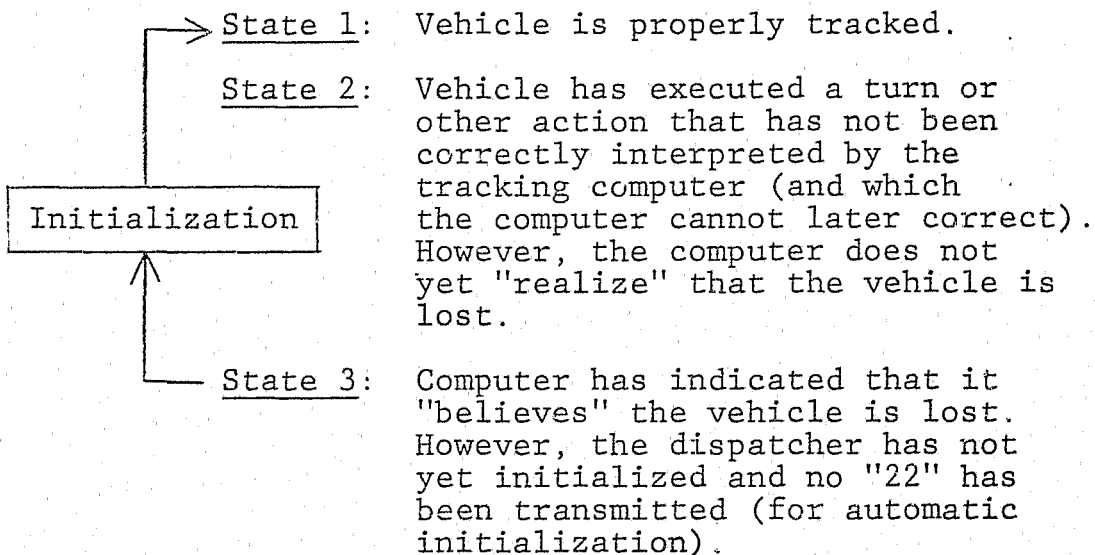 State 1: Vehicle is properly tracked.
State 2: Vehicle has executed a turn or
other action that has not been
correctly interpreted by the
tracking computer (and which
the computer cannot later correct).
However, the computer does not
yet "realize" that the vehicle is
lost.
Initialization
State 3: Computer has indicated that it
"believes" the vehicle is lost.
However, the dispatcher has not
yet initialized and no "22" has
been transmitted (for automatic
initialization).